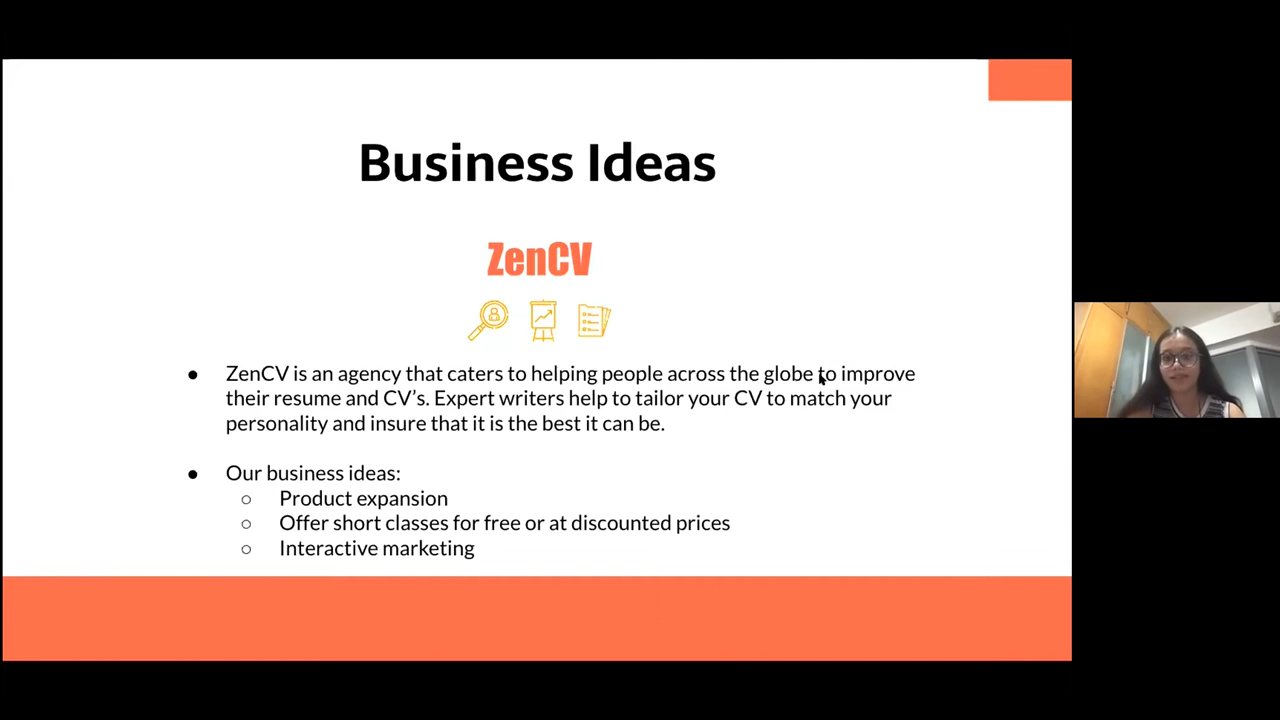 Business Ideas
ZenCV
● ZenCV is an agency that caters to helping people across the globe to improve
their resume and CV's. Expert writers help to tailor your CV to match your
personality and insure that it is the best it can be.
● Our business ideas:
○ Product expansion
○ Offer short classes for free or at discounted prices
○ Interactive marketing